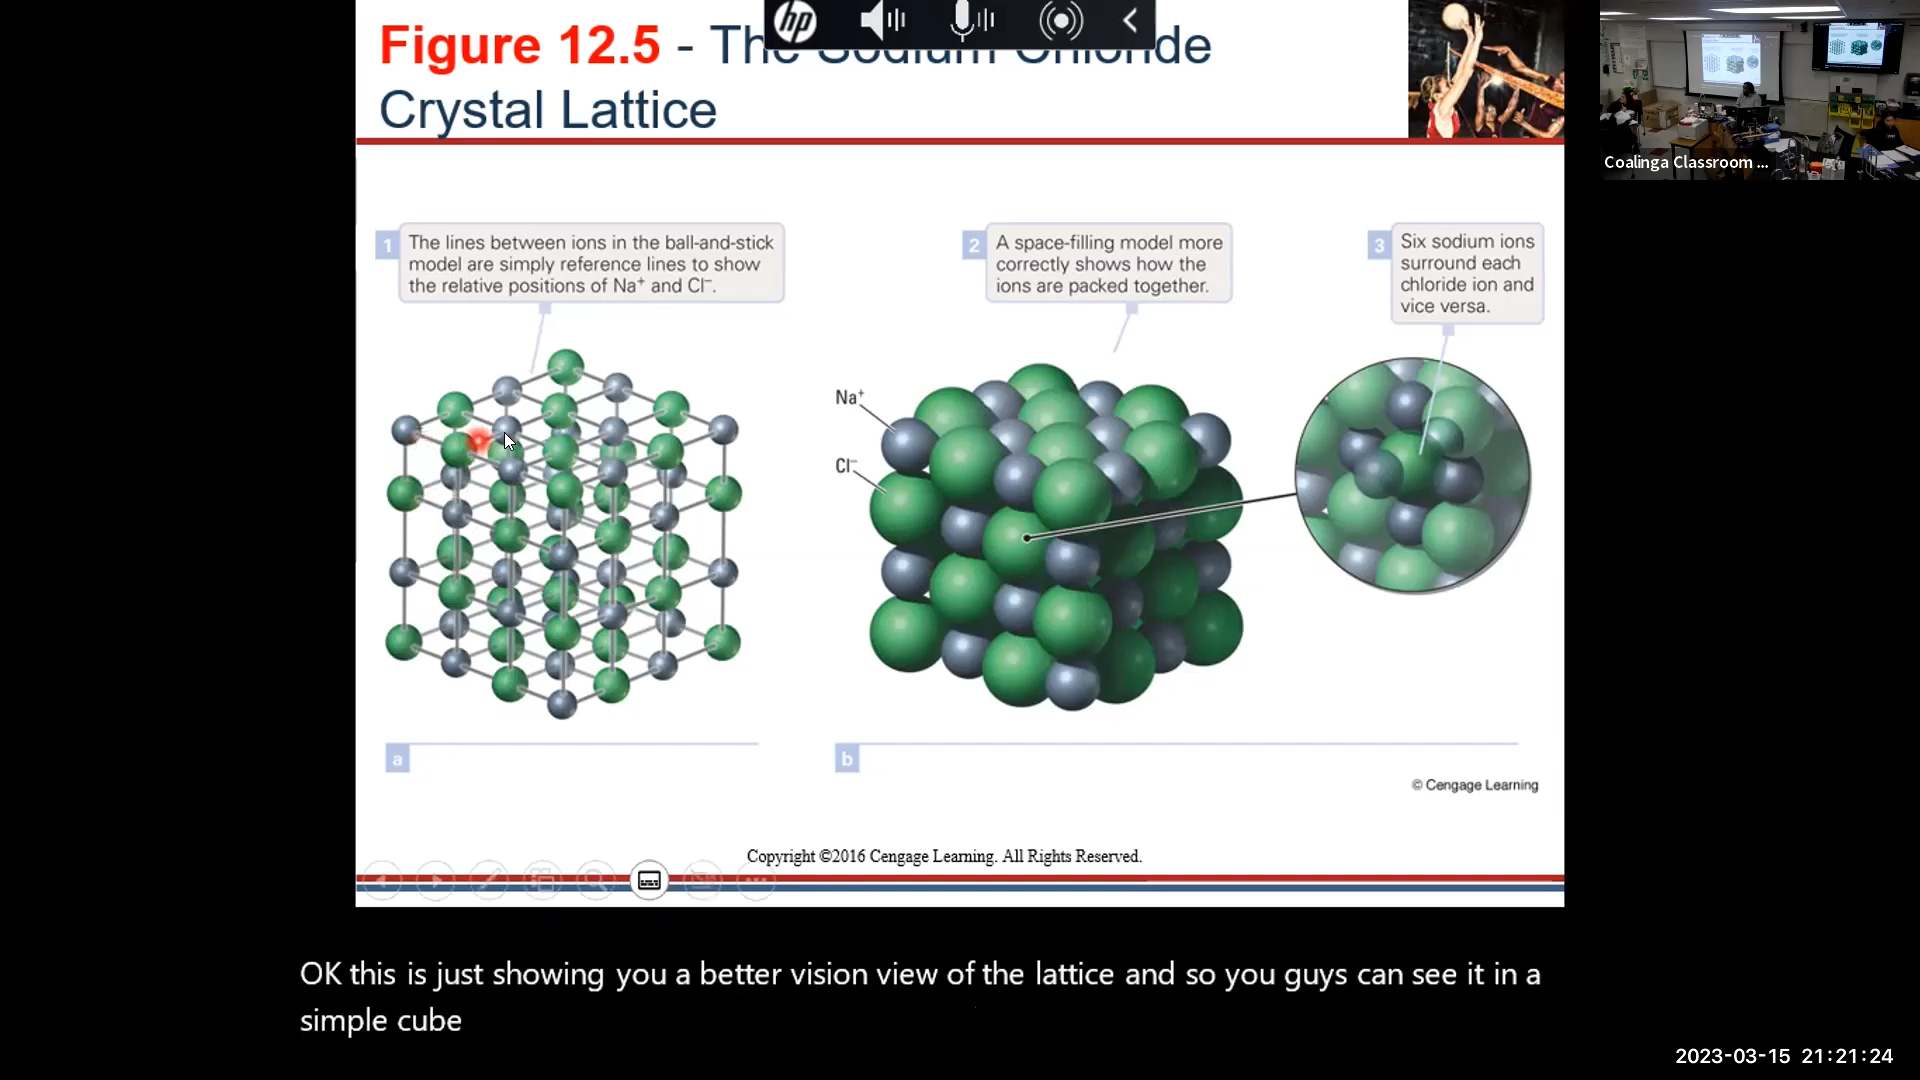 hp
Figure 12.5 - The Sodium Chloride
Crystal Lattice
Coalinga Classroom ...
1
The lines between ions in the ball-and-stick
model are simply reference lines to show
the relative positions of Na⁺ and Cl⁻.
2
A space-filling model more
correctly shows how the
ions are packed together.
3
Six sodium ions
surround each
chloride ion and
vice versa.
Na⁺
Cl⁻
a
b
© Cengage Learning
Copyright ©2016 Cengage Learning. All Rights Reserved.
OK this is just showing you a better vision view of the lattice and so you guys can see it in a
simple cube
2023-03-15 21:21:24